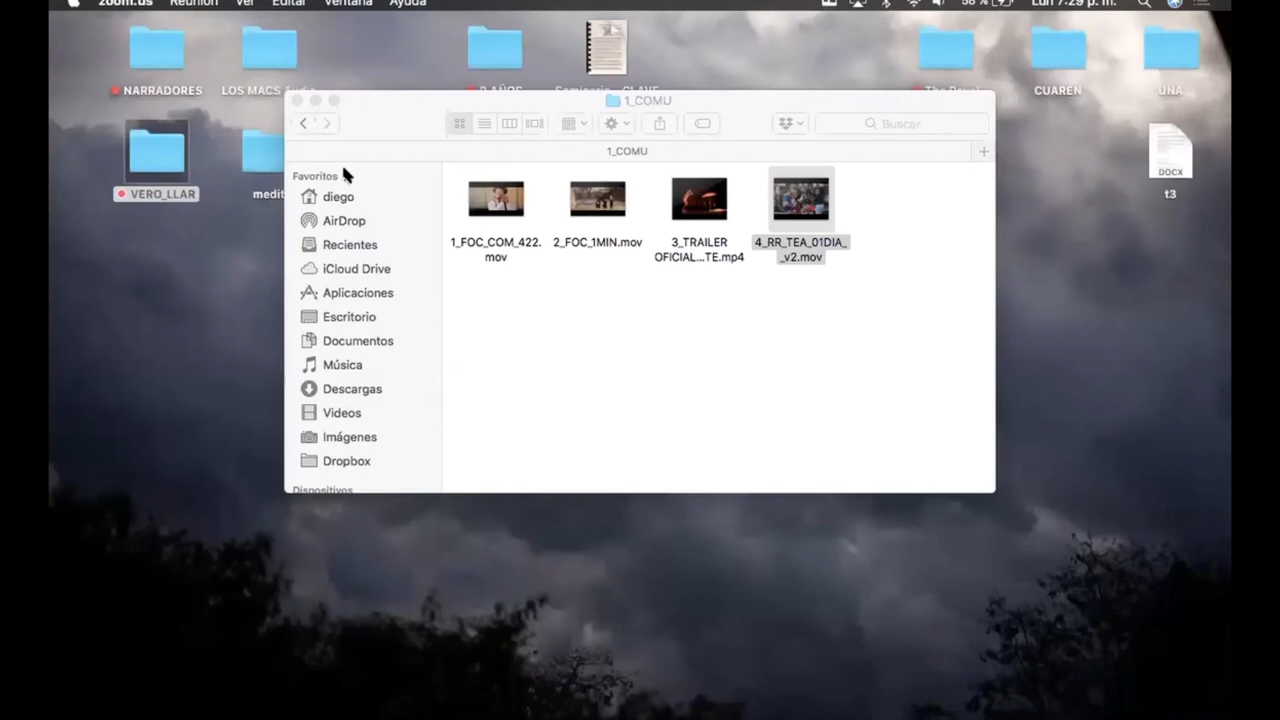 zoom.us Reunión Ver Editar Ventana Ayuda 58 % Lun 7:29 p. m.
NARRADORES LOS MACS CUAREN UNA...
1_COMU
Buscar
1_COMU
Favoritos
VERO_LLAR
diego
t3
DOCX
AirDrop
Recientes
iCloud Drive
Aplicaciones
Escritorio
Documentos
Música
Descargas
Videos
Imágenes
Dropbox
Dispositivos
1_FOC_COM_422.
mov
2_FOC_1MIN.mov
3_TRAILER
OFICIAL...TE.mp4
4_RR_TEA_01DIA_
_v2.mov